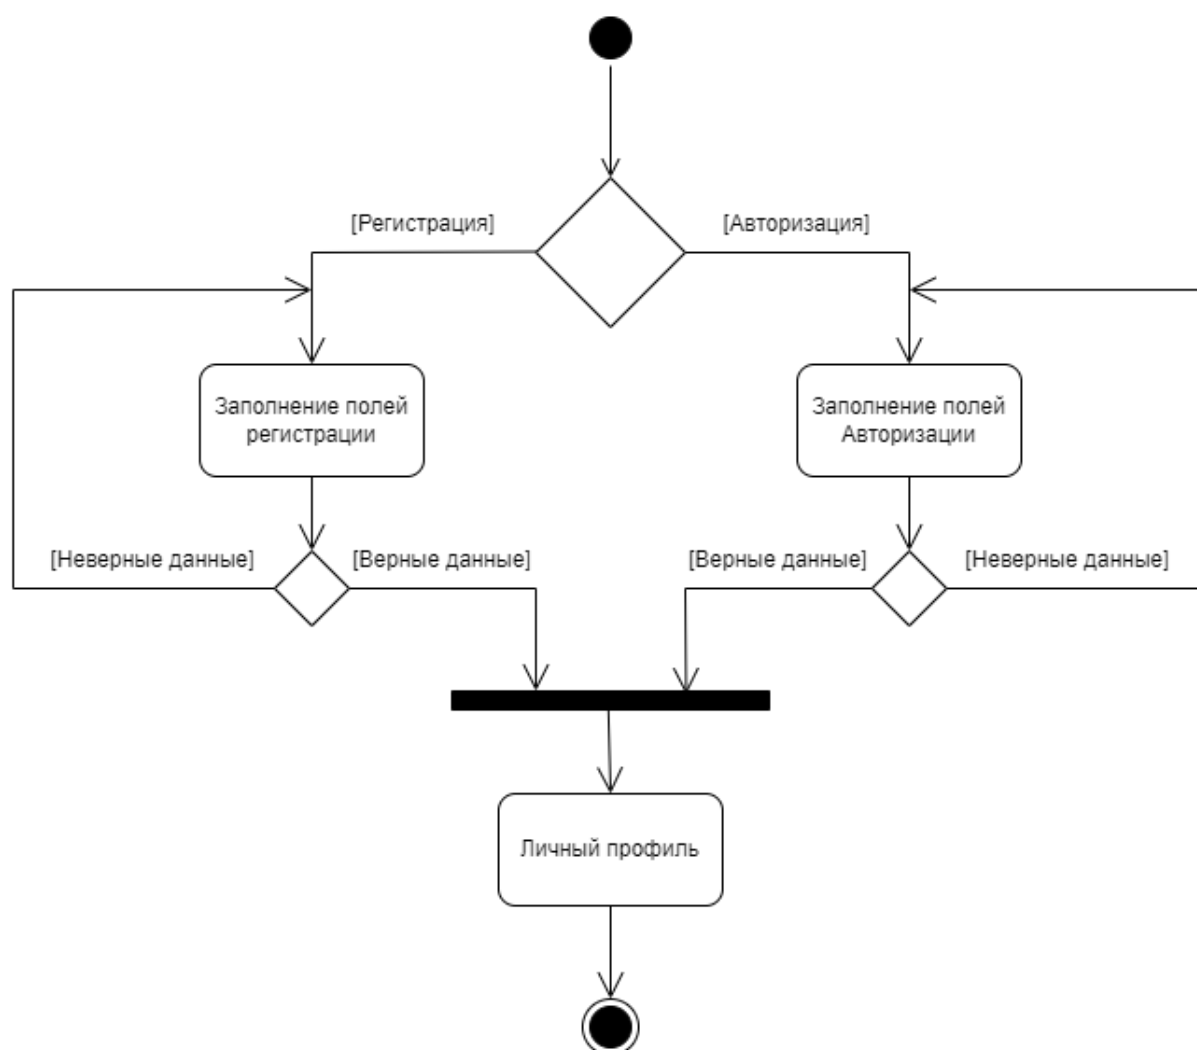 [Регистрация]
[Авторизация]
Заполнение полей
регистрации
Заполнение полей
Авторизации
[Неверные данные]
[Верные данные]
[Верные данные]
[Неверные данные]
Личный профиль